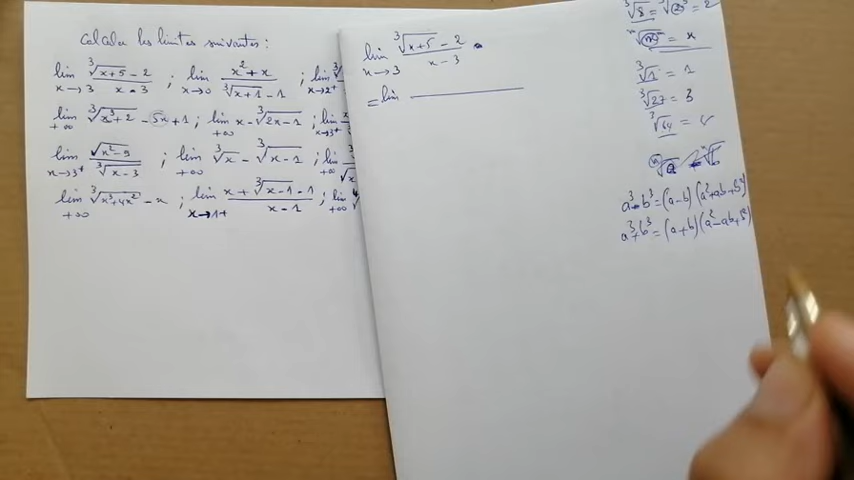 Calculer les limites suivantes :
lim x→3 (∛(x+5) - 2)/(x - 3) ; lim x→0 (x² + x)/(∛(x+1) - 1) ; lim x→2⁺
lim +∞ ∛(x³+2) - 5x + 1 ; lim +∞ x - ∛(2x-1) ; lim x→3⁺
lim x→3⁺ √(x²-9)/∛(x-3) ; lim +∞ ∛x - ∛(x-1) ; lim +∞
lim +∞ ∛(x³+4x²) - x ; lim x→1+ (x + ∛(x-1) - 1)/(x - 1) ; lim +∞
lim x→3 (∛(x+5) - 2)/(x - 3)
= lim
∛8 = ∛2³ = 2
= x
∛1 = 1
∛27 = 3
∛64 = 4
a³-b³=(a-b)(a²+ab+b²)
a³+b³=(a+b)(a²-ab+b²)